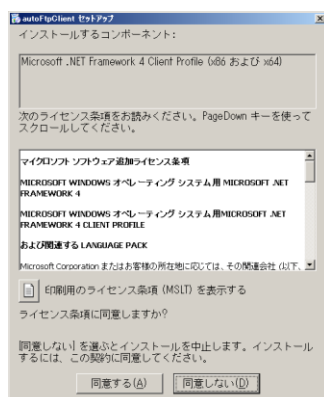 autoFtpClient セットアップ
インストールするコンポーネント:
Microsoft .NET Framework 4 Client Profile (x86 および x64)
次のライセンス条項をお読みください。PageDown キーを使って
スクロールしてください。
マイクロソフト ソフトウェア追加ライセンス条項
MICROSOFT WINDOWS オペレーティング システム用 MICROSOFT .NET
FRAMEWORK 4
MICROSOFT WINDOWS オペレーティング システム用MICROSOFT .NET
FRAMEWORK 4 CLIENT PROFILE
および関連する LANGUAGE PACK
Microsoft Corporation またはお客様の所在地に応じては、その関連会社 (以下、
印刷用のライセンス条項 (MSLT) を表示する
ライセンス条項に同意しますか?
[同意しない] を選ぶとインストールを中止します。インストール
するには、この契約に同意してください。
同意する(A)
同意しない(D)